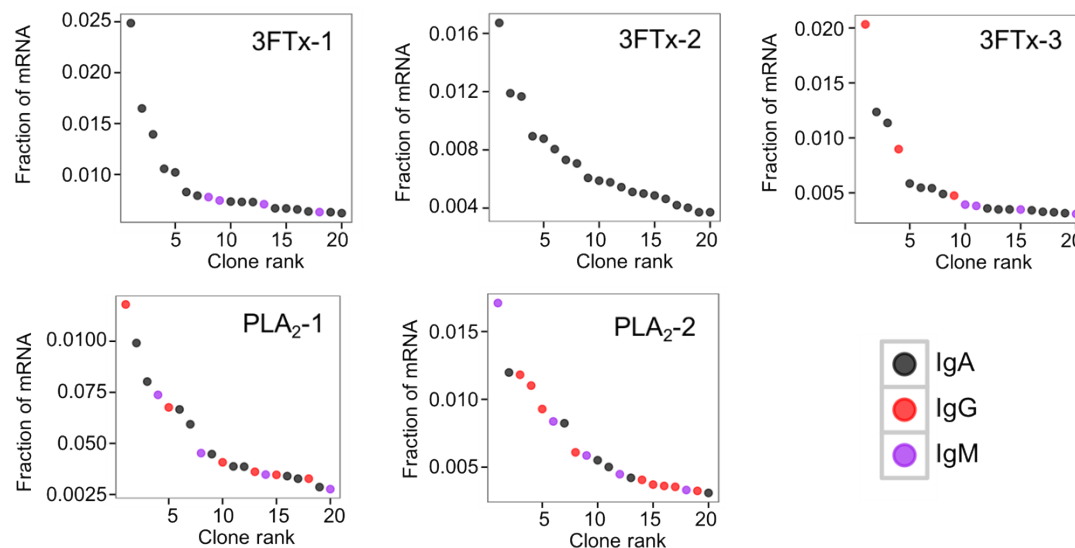 3FTx-1
Fraction of mRNA
0.025
0.020
0.015
0.010
5 10 15 20
Clone rank
3FTx-2
Fraction of mRNA
0.016
0.012
0.008
0.004
5 10 15 20
Clone rank
3FTx-3
Fraction of mRNA
0.020
0.015
0.010
0.005
5 10 15 20
Clone rank
PLA₂-1
Fraction of mRNA
0.0100
0.075
0.050
0.0025
5 10 15 20
Clone rank
PLA₂-2
Fraction of mRNA
0.015
0.010
0.005
5 10 15 20
Clone rank
IgA
IgG
IgM